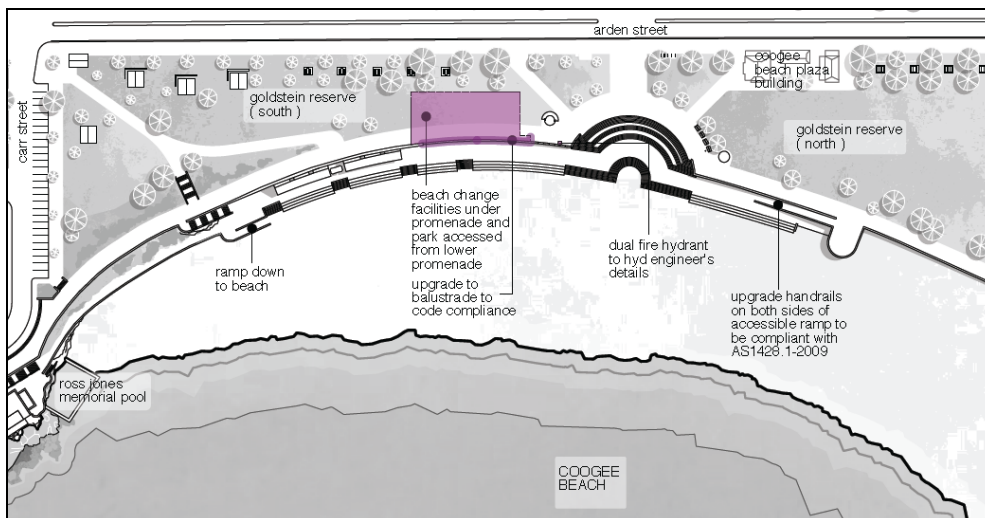 arden street
coogee
beach plaza
building
carr street
goldstein reserve
( south )
goldstein reserve
( north )
beach change
facilities under
promenade and
park accessed
from lower
promenade
upgrade to
balustrade to
code compliance
ramp down
to beach
dual fire hydrant
to hyd engineer's
details
upgrade handrails
on both sides of
accessible ramp to
be compliant with
AS1428.1-2009
ross jones
memorial pool
COOGEE
BEACH